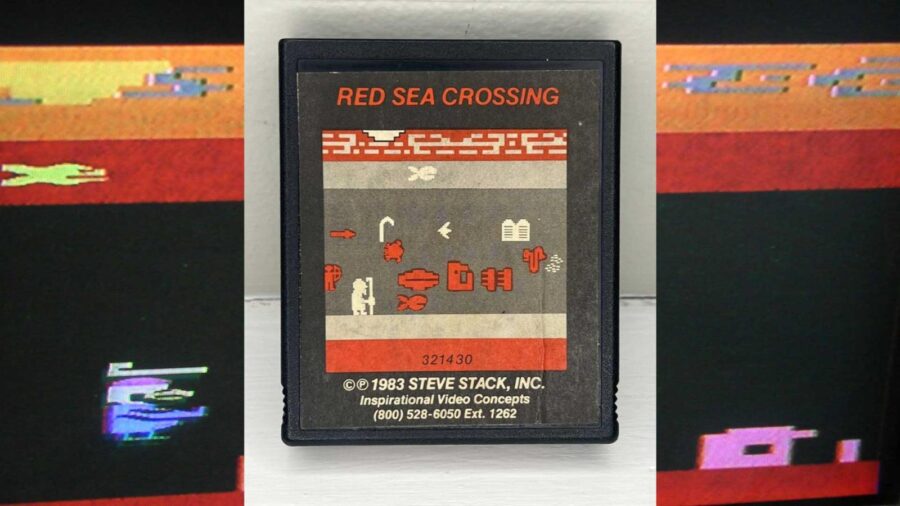 RED SEA CROSSING
321430
©℗ 1983 STEVE STACK, INC.
Inspirational Video Concepts
(800) 528-6050 Ext. 1262